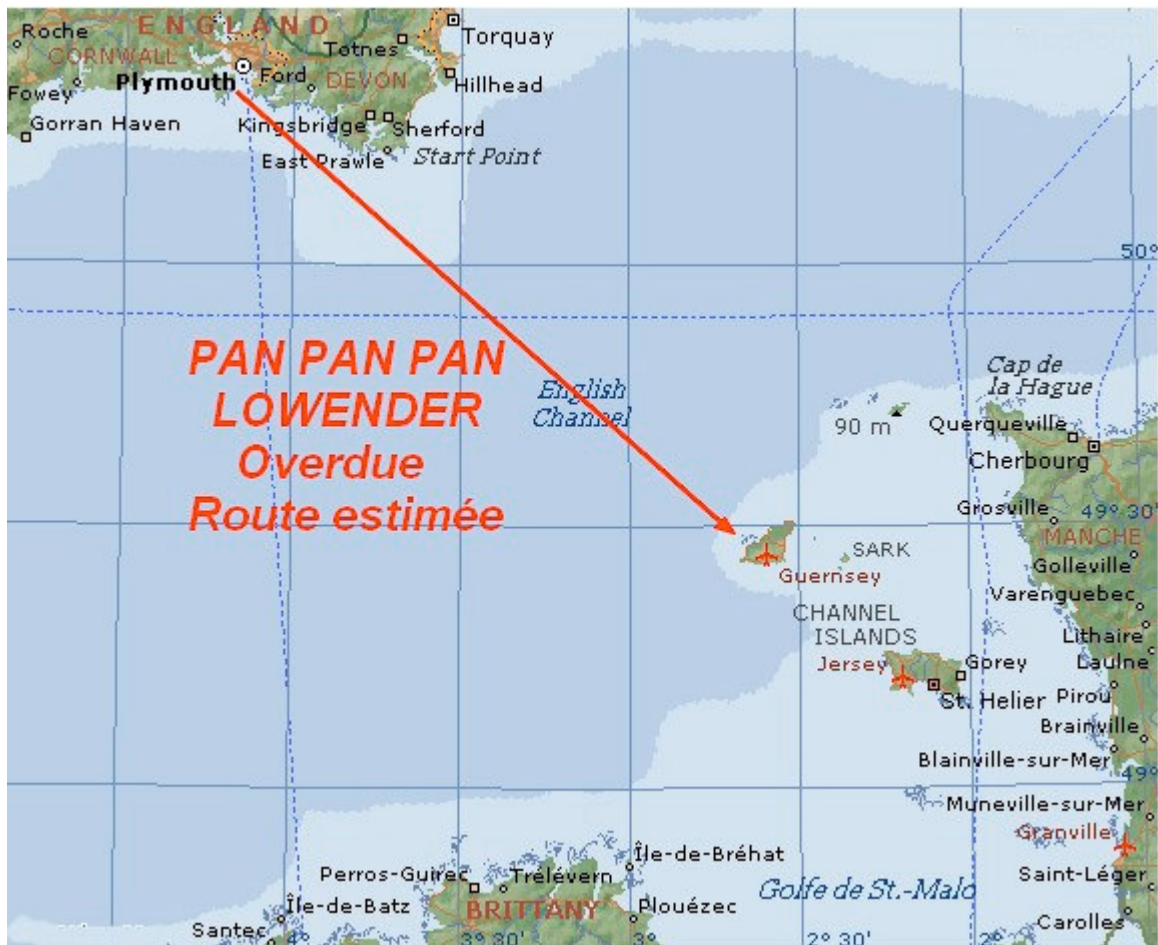 ENGLAND
Roche
Totnes
Torquay
CORNWALL
Ford
DEVON
Plymouth
Hillhead
Fowey
Gorran Haven
Kingsbridge
Sherford
East Prawle
Start Point
50°
PAN PAN PAN
LOWENDER
Overdue
Route estimée
English
Channel
Cap de
la Hague
90 m
Querqueville
Cherbourg
Grosville
49° 30'
MANCHE
SARK
Golleville
Guernsey
Varenguebec
CHANNEL
ISLANDS
Lithaire
Jersey
Gorey
Laulne
St. Helier
Pirou
Brainville
Blainville-sur-Mer
49°
Muneville-sur-Mer
Granville
Île-de-Bréhat
Perros-Guirec
Trélévern
Saint-Léger
Golfe de St.-Malo
Île-de-Batz
BRITTANY
Plouézec
Carolles
Santec
4°
3° 30'
3°
2° 30'
2°